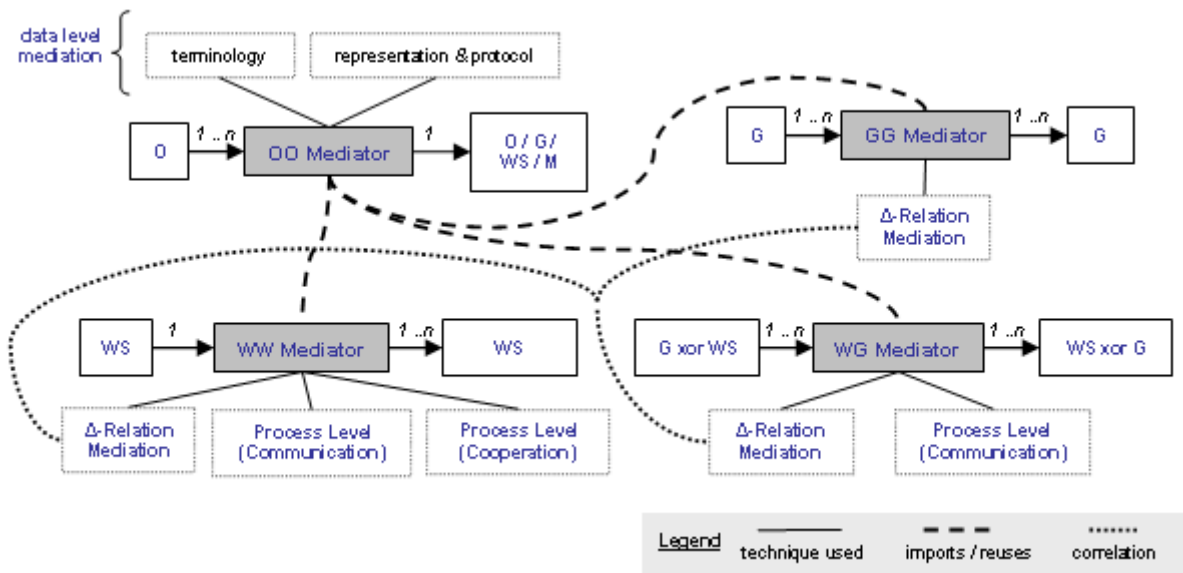 data level
mediation
terminology
representation & protocol
O
1 .. n
OO Mediator
1
O / G /
WS / M
G
1 .. n
GG Mediator
1 .. n
G
Δ-Relation
Mediation
WS
1
WW Mediator
1 .. n
WS
G xor WS
1 .. n
WG Mediator
1 .. n
WS xor G
Δ-Relation
Mediation
Process Level
(Communication)
Process Level
(Cooperation)
Δ-Relation
Mediation
Process Level
(Communication)
Legend
technique used
imports / reuses
correlation